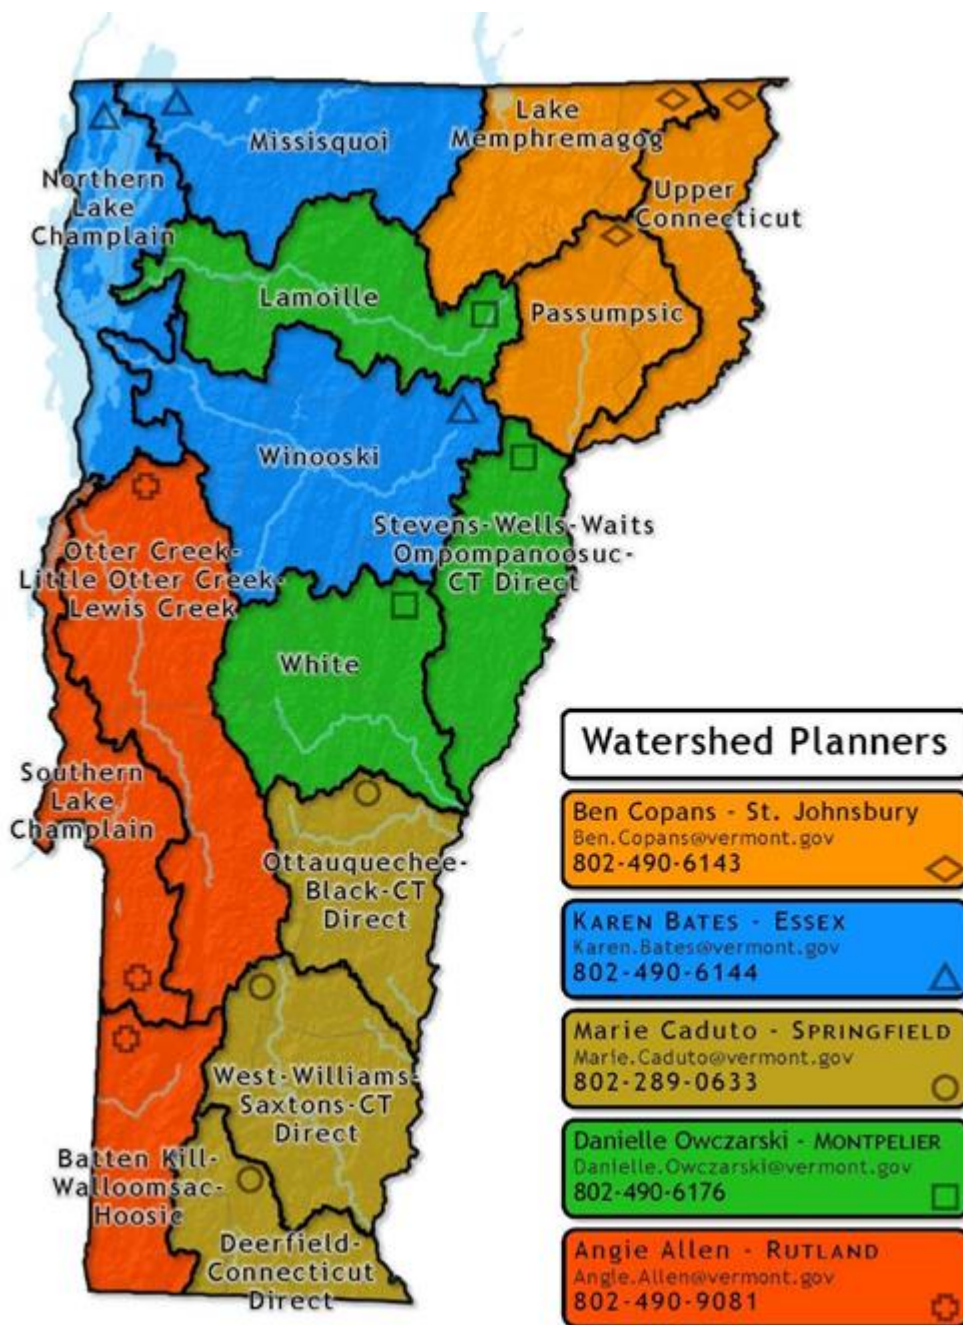 Lake
Memphremagog
Missisquoi
Northern
Lake
Champlain
Upper
Connecticut
Lamoille
Passumpsic
Winooski
Stevens-Wells-Waits
Ompompanoosuc-
CT Direct
Otter Creek-
Little Otter Creek-
Lewis Creek
White
Southern
Lake
Champlain
Ottauquechee-
Black-CT
Direct
West-Williams-
Saxtons-CT
Direct
Batten Kill-
Walloomsac-
Hoosic
Deerfield-
Connecticut
Direct
Watershed Planners
Ben Copans - St. Johnsbury
Ben.Copans@vermont.gov
802-490-6143
KAREN BATES - ESSEX
Karen.Bates@vermont.gov
802-490-6144
Marie Caduto - SPRINGFIELD
Marie.Caduto@vermont.gov
802-289-0633
Danielle Owczarski - MONTPELIER
Danielle.Owczarski@vermont.gov
802-490-6176
Angie Allen - RUTLAND
Angie.Allen@vermont.gov
802-490-9081